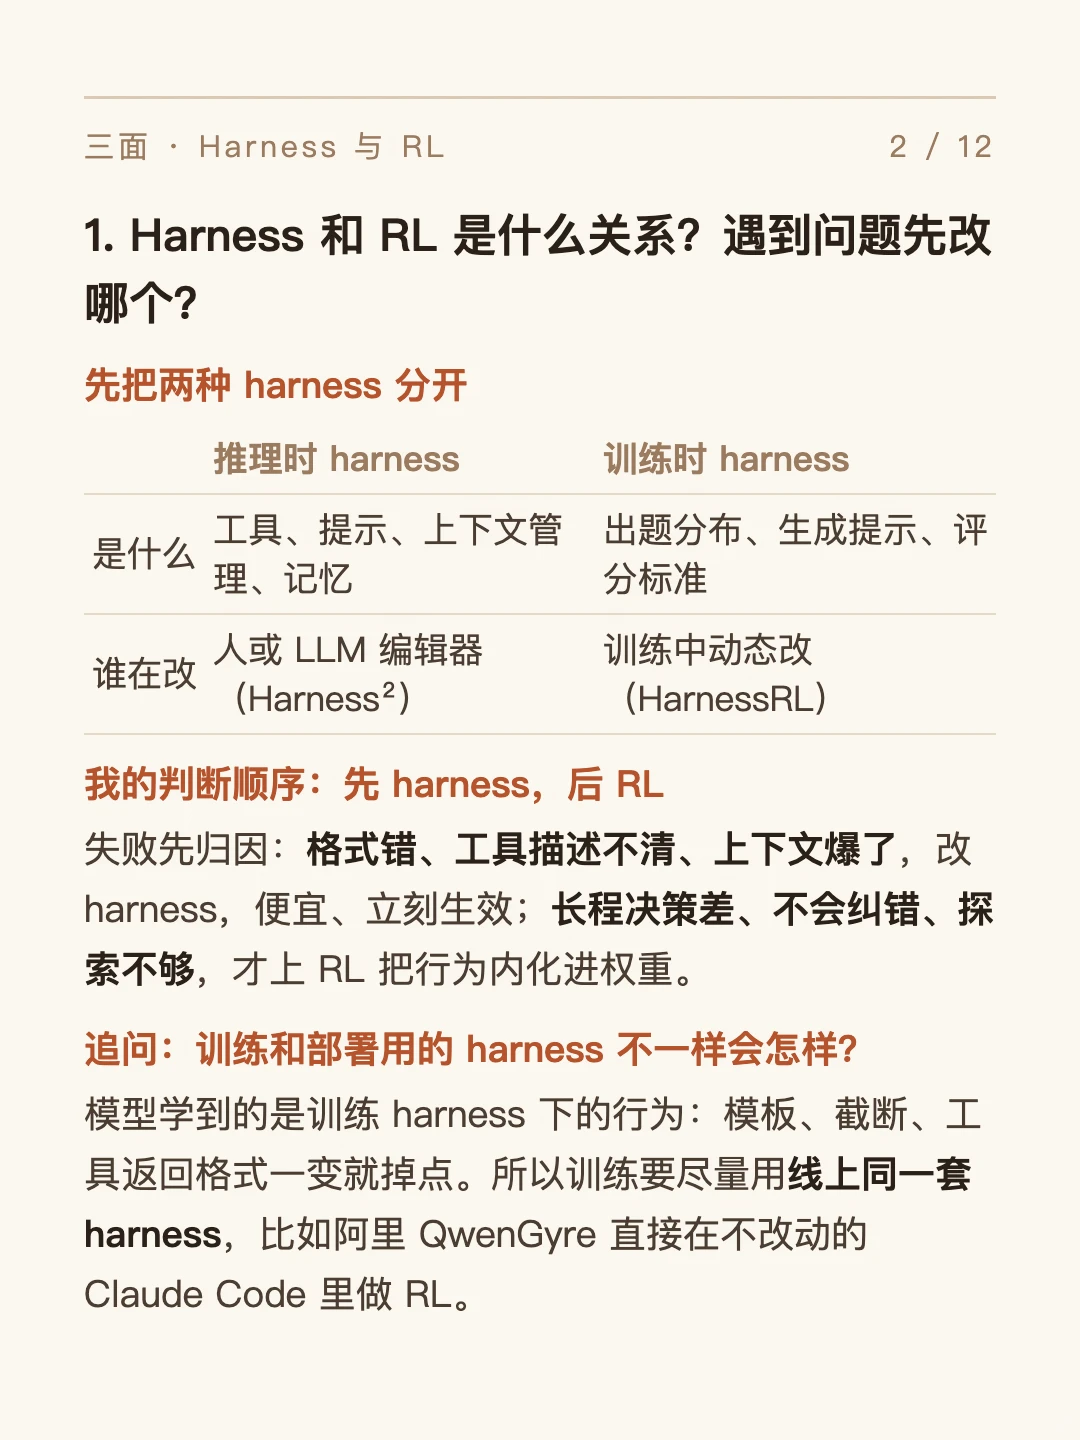 三面 · Harness 与 RL
2 / 12
1. Harness 和 RL 是什么关系？遇到问题先改
哪个？
先把两种 harness 分开
推理时 harness
训练时 harness
是什么
工具、提示、上下文管
理、记忆
出题分布、生成提示、评
分标准
谁在改
人或 LLM 编辑器
（Harness²）
训练中动态改
（HarnessRL）
我的判断顺序：先 harness，后 RL
失败先归因：格式错、工具描述不清、上下文爆了，改
harness，便宜、立刻生效；长程决策差、不会纠错、探
索不够，才上 RL 把行为内化进权重。
追问：训练和部署用的 harness 不一样会怎样？
模型学到的是训练 harness 下的行为：模板、截断、工
具返回格式一变就掉点。所以训练要尽量用线上同一套
harness，比如阿里 QwenGyre 直接在不改动的
Claude Code 里做 RL。